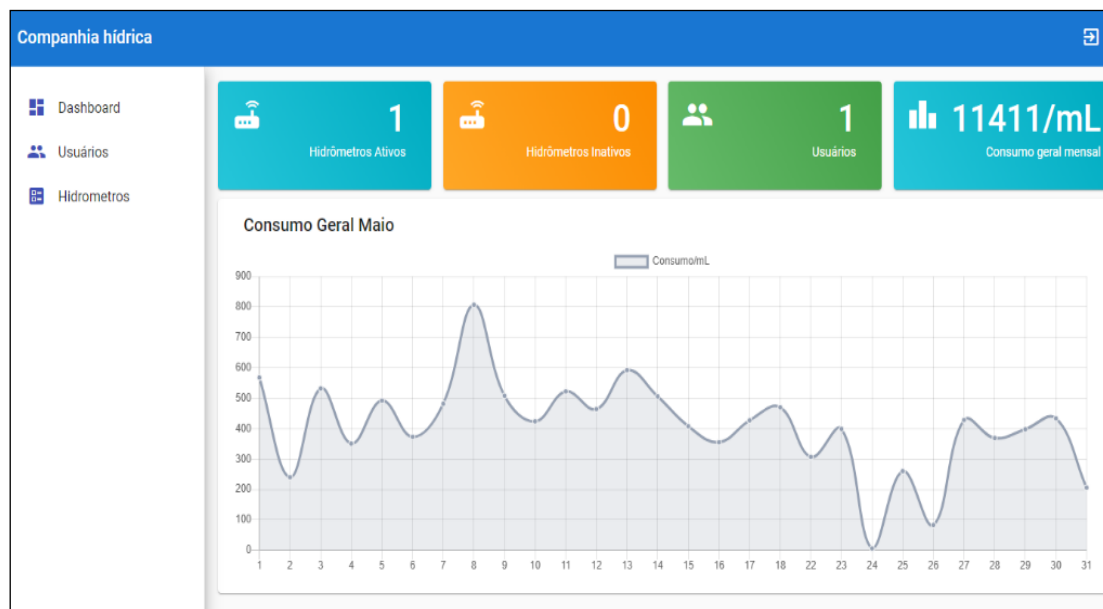 Companhia hídrica
Dashboard
Usuários
Hidrometros
1
Hidrômetros Ativos
0
Hidrômetros Inativos
1
Usuários
11411/mL
Consumo geral mensal
Consumo Geral Maio
Consumo/mL
900
800
700
600
500
400
300
200
100
0
1 2 3 4 5 6 7 8 9 10 11 12 13 14 15 16 17 18 22 23 24 25 26 27 28 29 30 31